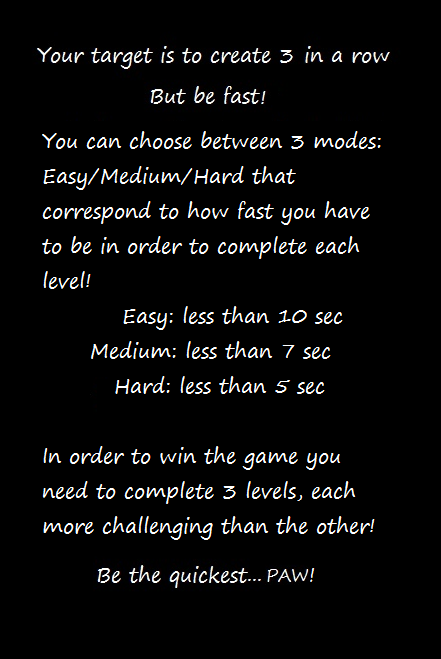 Your target is to create 3 in a row
But be fast!
You can choose between 3 modes:
Easy/Medium/Hard that
correspond to how fast you have
to be in order to complete each
level!
Easy: less than 10 sec
Medium: less than 7 sec
Hard: less than 5 sec
In order to win the game you
need to complete 3 levels, each
more challenging than the other!
Be the quickest... PAW!